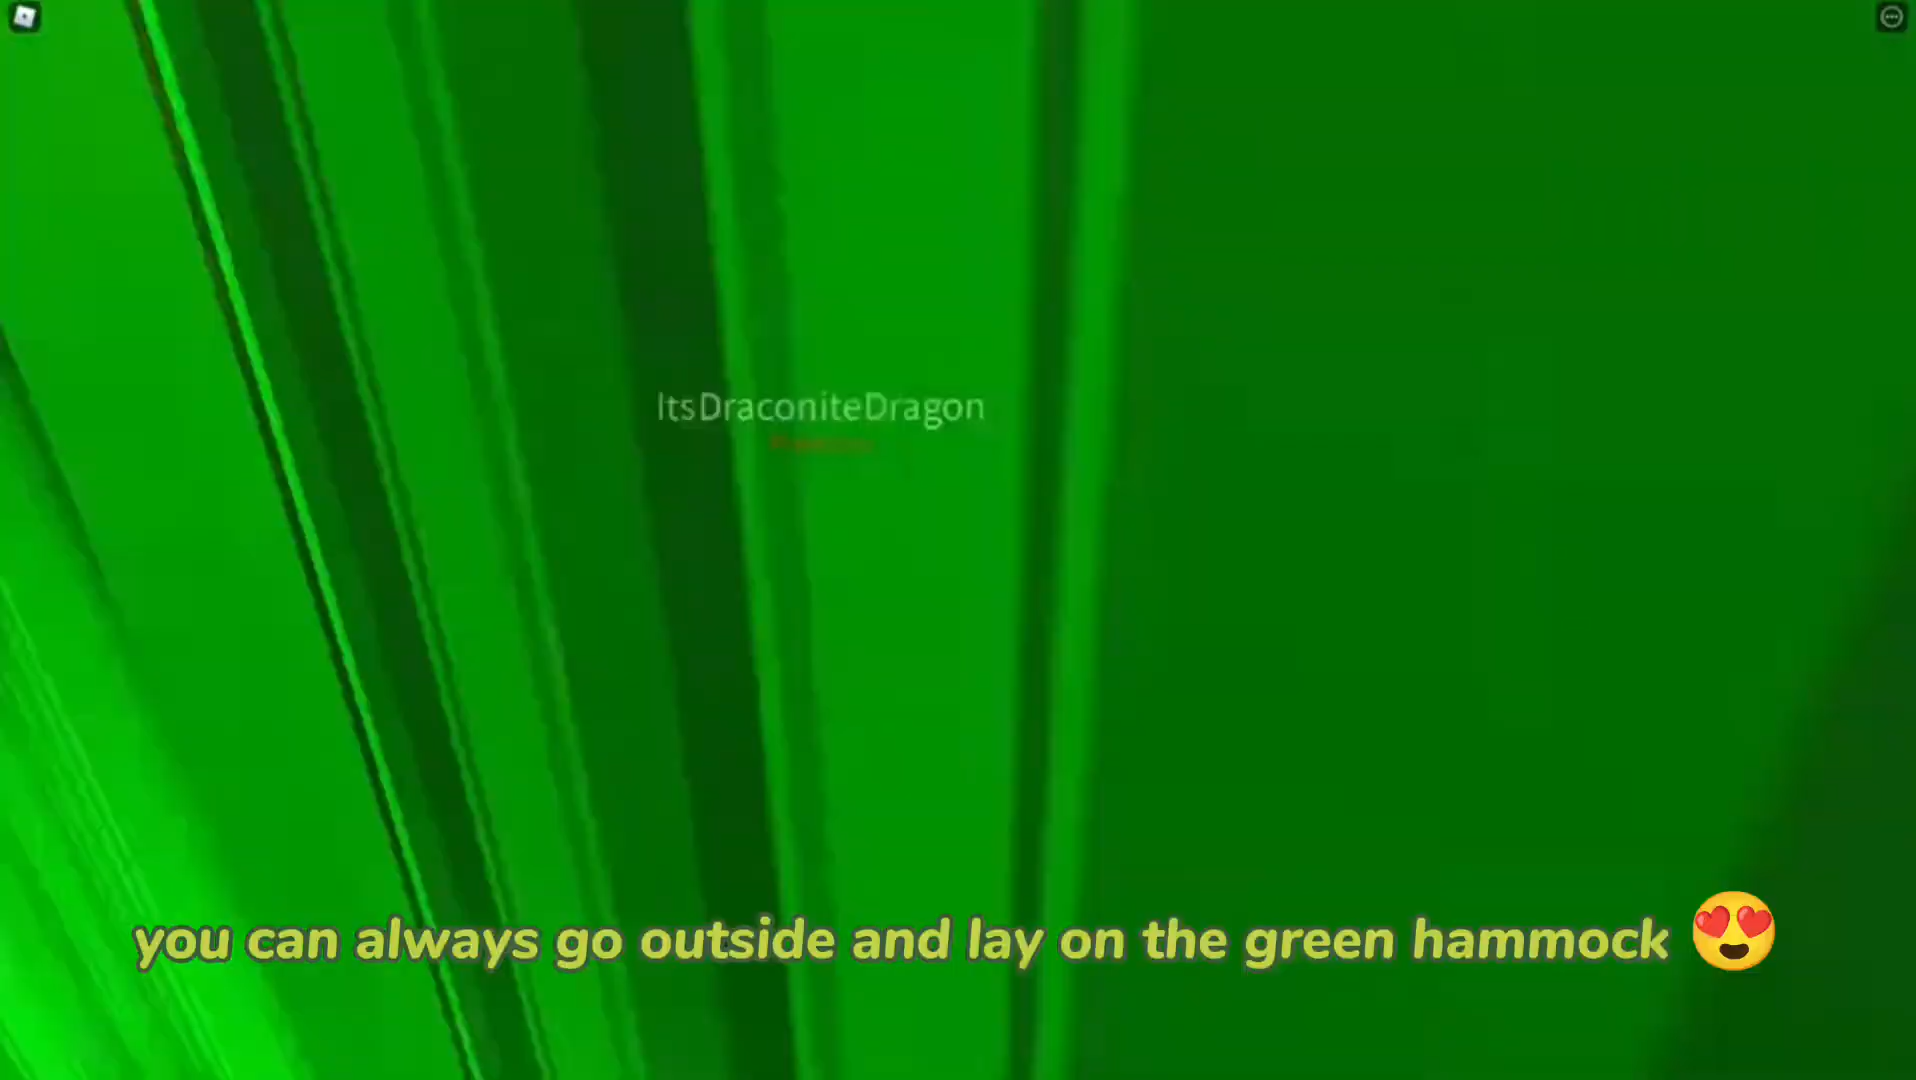 ItsDraconiteDragon
you can always go outside and lay on the green hammock 😍